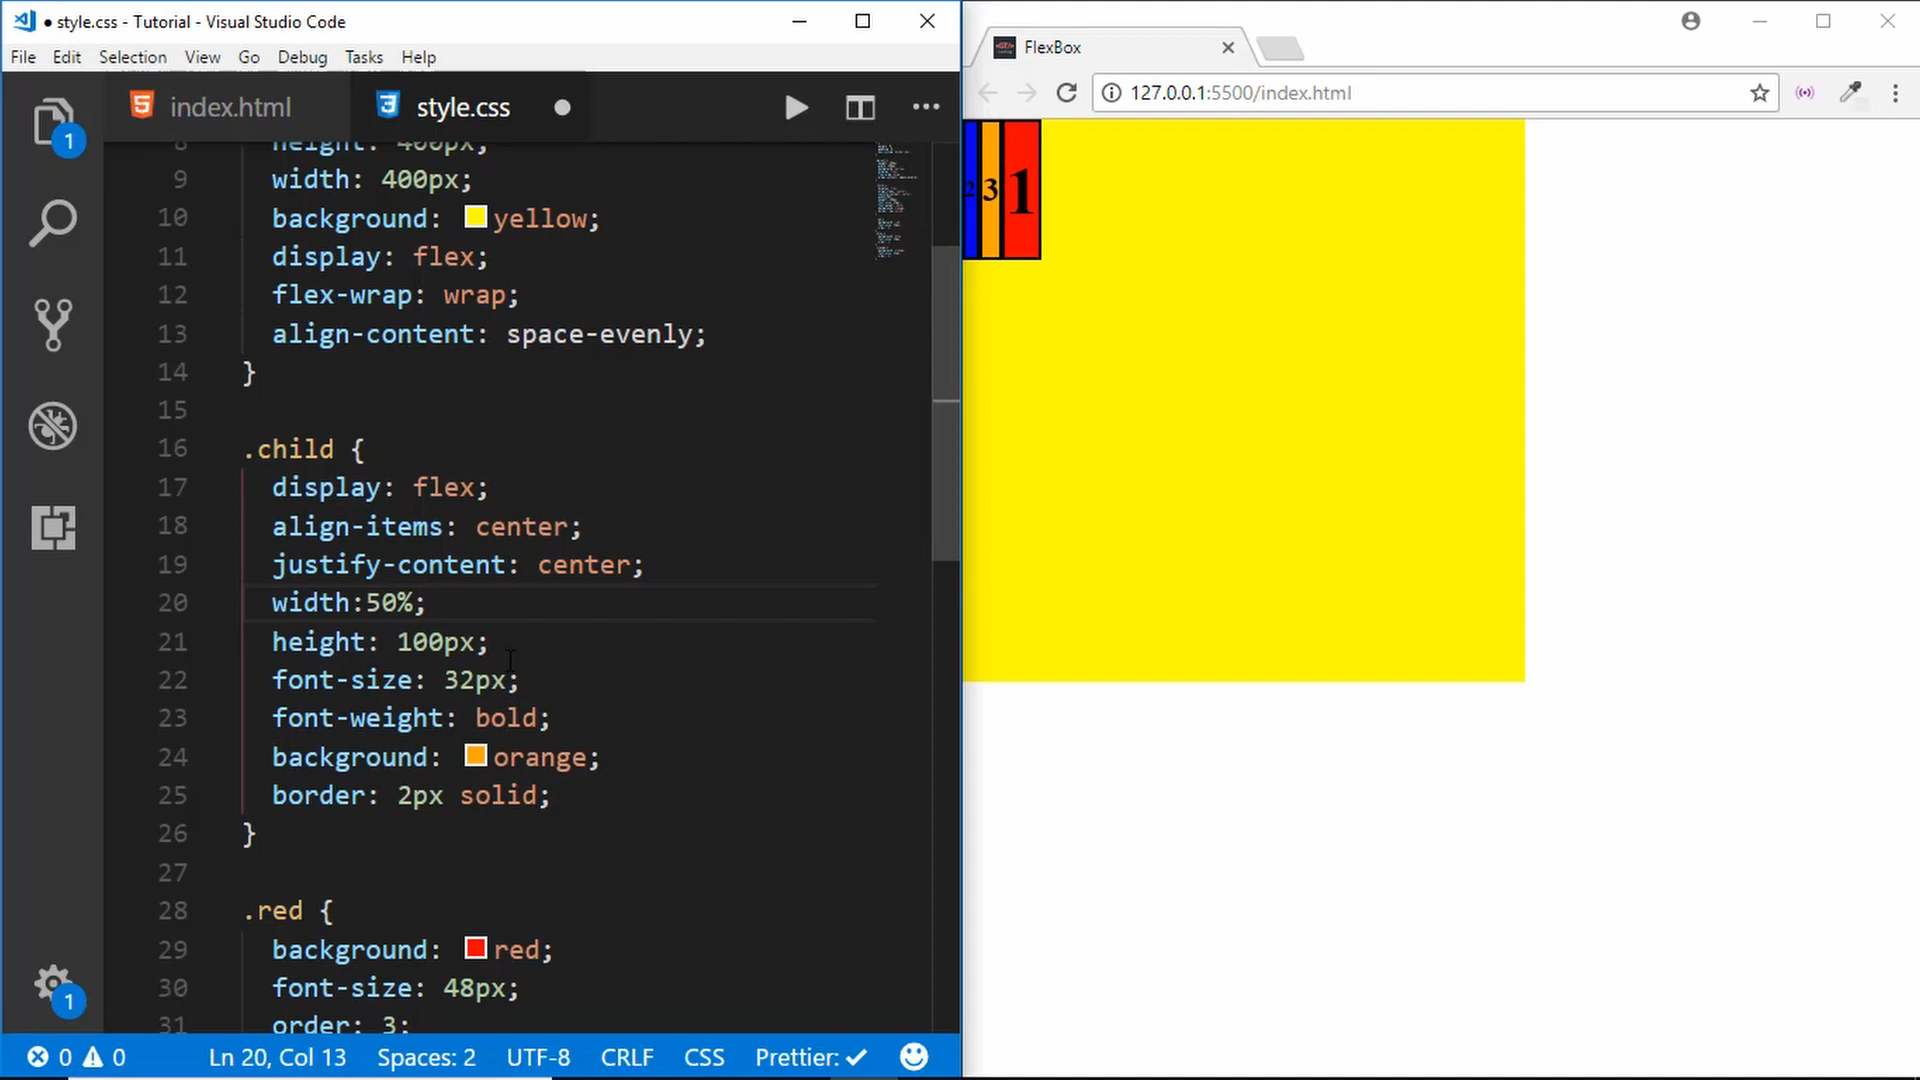 style.css - Tutorial - Visual Studio Code
File Edit Selection View Go Debug Tasks Help
index.html
style.css
height: 400px;
9 width: 400px;
10 background: yellow;
11 display: flex;
12 flex-wrap: wrap;
13 align-content: space-evenly;
14 }
15
16 .child {
17 display: flex;
18 align-items: center;
19 justify-content: center;
20 width:50%;
21 height: 100px;
22 font-size: 32px;
23 font-weight: bold;
24 background: orange;
25 border: 2px solid;
26 }
27
28 .red {
29 background: red;
30 font-size: 48px;
31 order: 3;
1
1
0 0 Ln 20, Col 13 Spaces: 2 UTF-8 CRLF CSS Prettier: ✓
FlexBox
127.0.0.1:5500/index.html
2 3 1